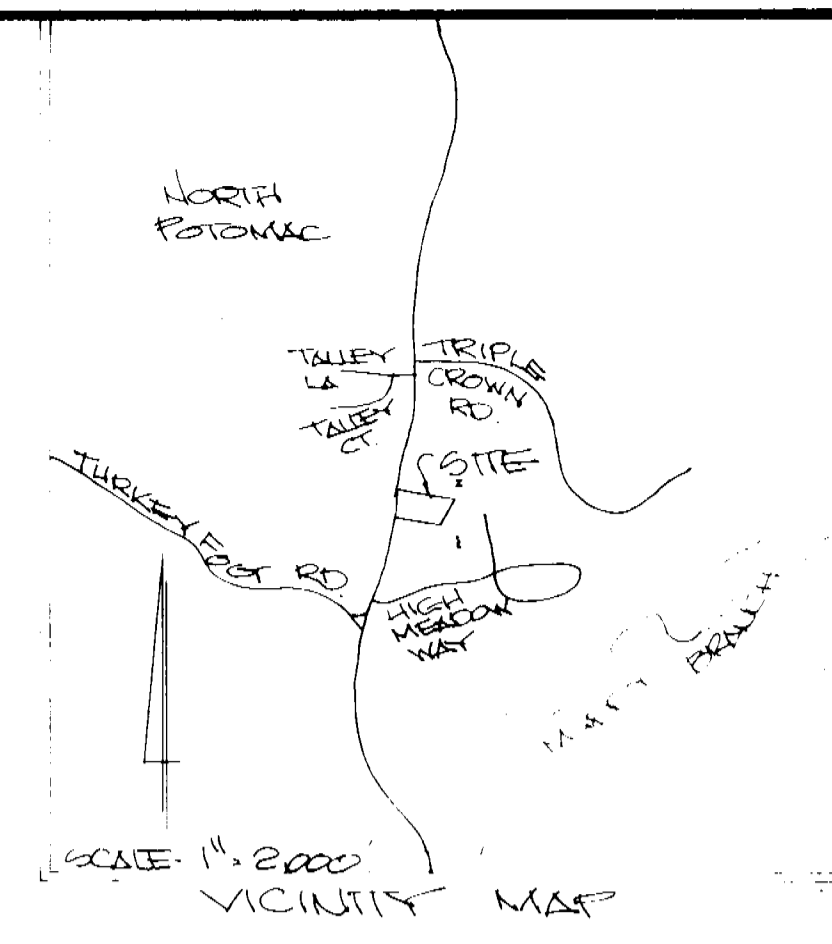 NORTH
POTOMAC
TALLEY
LA
TRIPLE
CROWN
RD.
TALLEY
CT.
SITE
TURKEY FOOT RD.
HIGH
MEADOW
WAY
BRANCH
SCALE - 1" = 2000'
VICINITY MAP